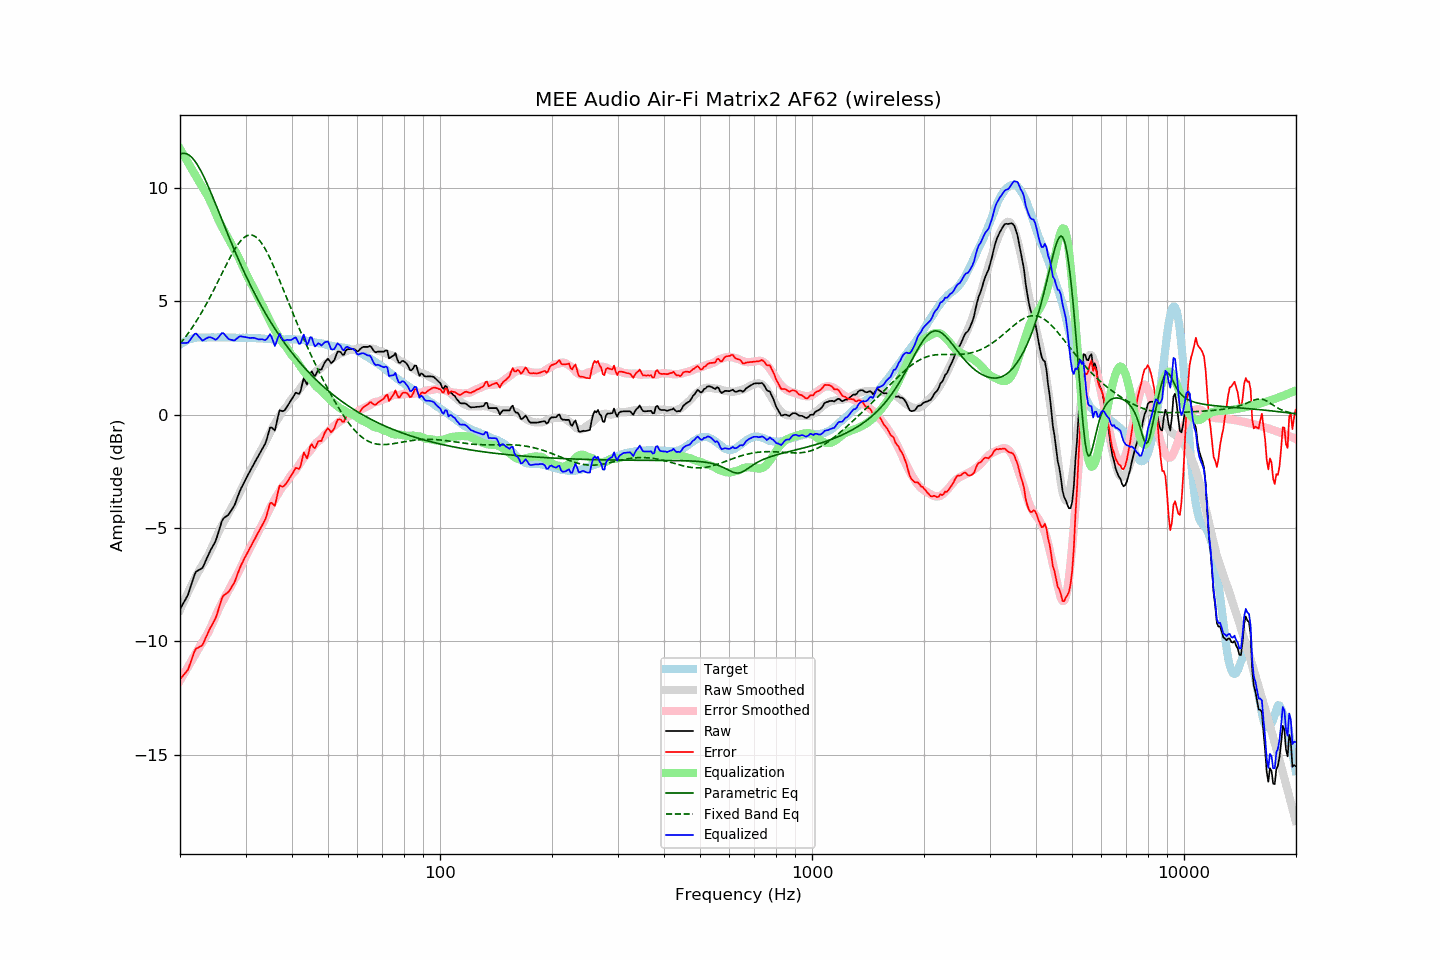 MEE Audio Air-Fi Matrix2 AF62 (wireless)
10
5
0
−5
−10
−15
Amplitude (dBr)
Target
Raw Smoothed
Error Smoothed
Raw
Error
Equalization
Parametric Eq
Fixed Band Eq
Equalized
100
1000
10000
Frequency (Hz)